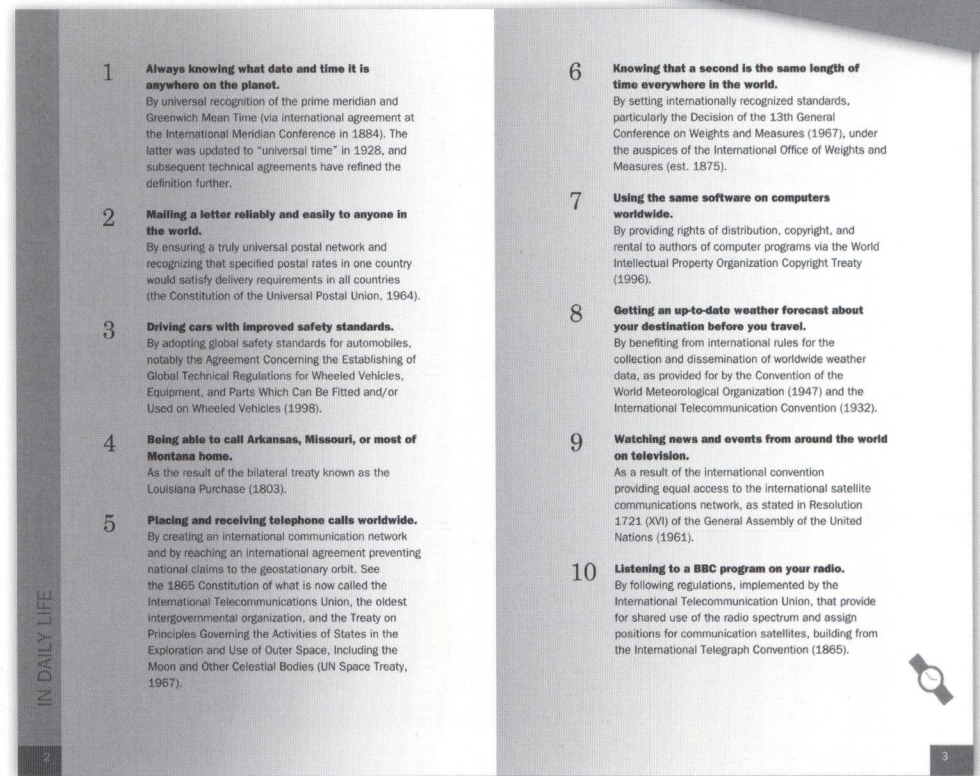 1
Always knowing what date and time it is
anywhere on the planet.
By universal recognition of the prime meridian and
Greenwich Mean Time (via international agreement at
the International Meridian Conference in 1884). The
latter was updated to “universal time” in 1928, and
subsequent technical agreements have refined the
definition further.
2
Mailing a letter reliably and easily to anyone in
the world.
By ensuring a truly universal postal network and
recognizing that specified postal rates in one country
would satisfy delivery requirements in all countries
(the Constitution of the Universal Postal Union, 1964).
3
Driving cars with improved safety standards.
By adopting global safety standards for automobiles,
notably the Agreement Concerning the Establishing of
Global Technical Regulations for Wheeled Vehicles,
Equipment, and Parts Which Can Be Fitted and/or
Used on Wheeled Vehicles (1998).
4
Being able to call Arkansas, Missouri, or most of
Montana home.
As the result of the bilateral treaty known as the
Louisiana Purchase (1803).
5
Placing and receiving telephone calls worldwide.
By creating an international communication network
and by reaching an international agreement preventing
national claims to the geostationary orbit. See
the 1865 Constitution of what is now called the
International Telecommunications Union, the oldest
intergovernmental organization, and the Treaty on
Principles Governing the Activities of States in the
Exploration and Use of Outer Space, Including the
Moon and Other Celestial Bodies (UN Space Treaty,
1967).
IN DAILY LIFE
2
6
Knowing that a second is the same length of
time everywhere in the world.
By setting internationally recognized standards,
particularly the Decision of the 13th General
Conference on Weights and Measures (1967), under
the auspices of the International Office of Weights and
Measures (est. 1875).
7
Using the same software on computers
worldwide.
By providing rights of distribution, copyright, and
rental to authors of computer programs via the World
Intellectual Property Organization Copyright Treaty
(1996).
8
Getting an up-to-date weather forecast about
your destination before you travel.
By benefiting from international rules for the
collection and dissemination of worldwide weather
data, as provided for by the Convention of the
World Meteorological Organization (1947) and the
International Telecommunication Convention (1932).
9
Watching news and events from around the world
on television.
As a result of the international convention
providing equal access to the international satellite
communications network, as stated in Resolution
1721 (XVI) of the General Assembly of the United
Nations (1961).
10
Listening to a BBC program on your radio.
By following regulations, implemented by the
International Telecommunication Union, that provide
for shared use of the radio spectrum and assign
positions for communication satellites, building from
the International Telegraph Convention (1865).
3